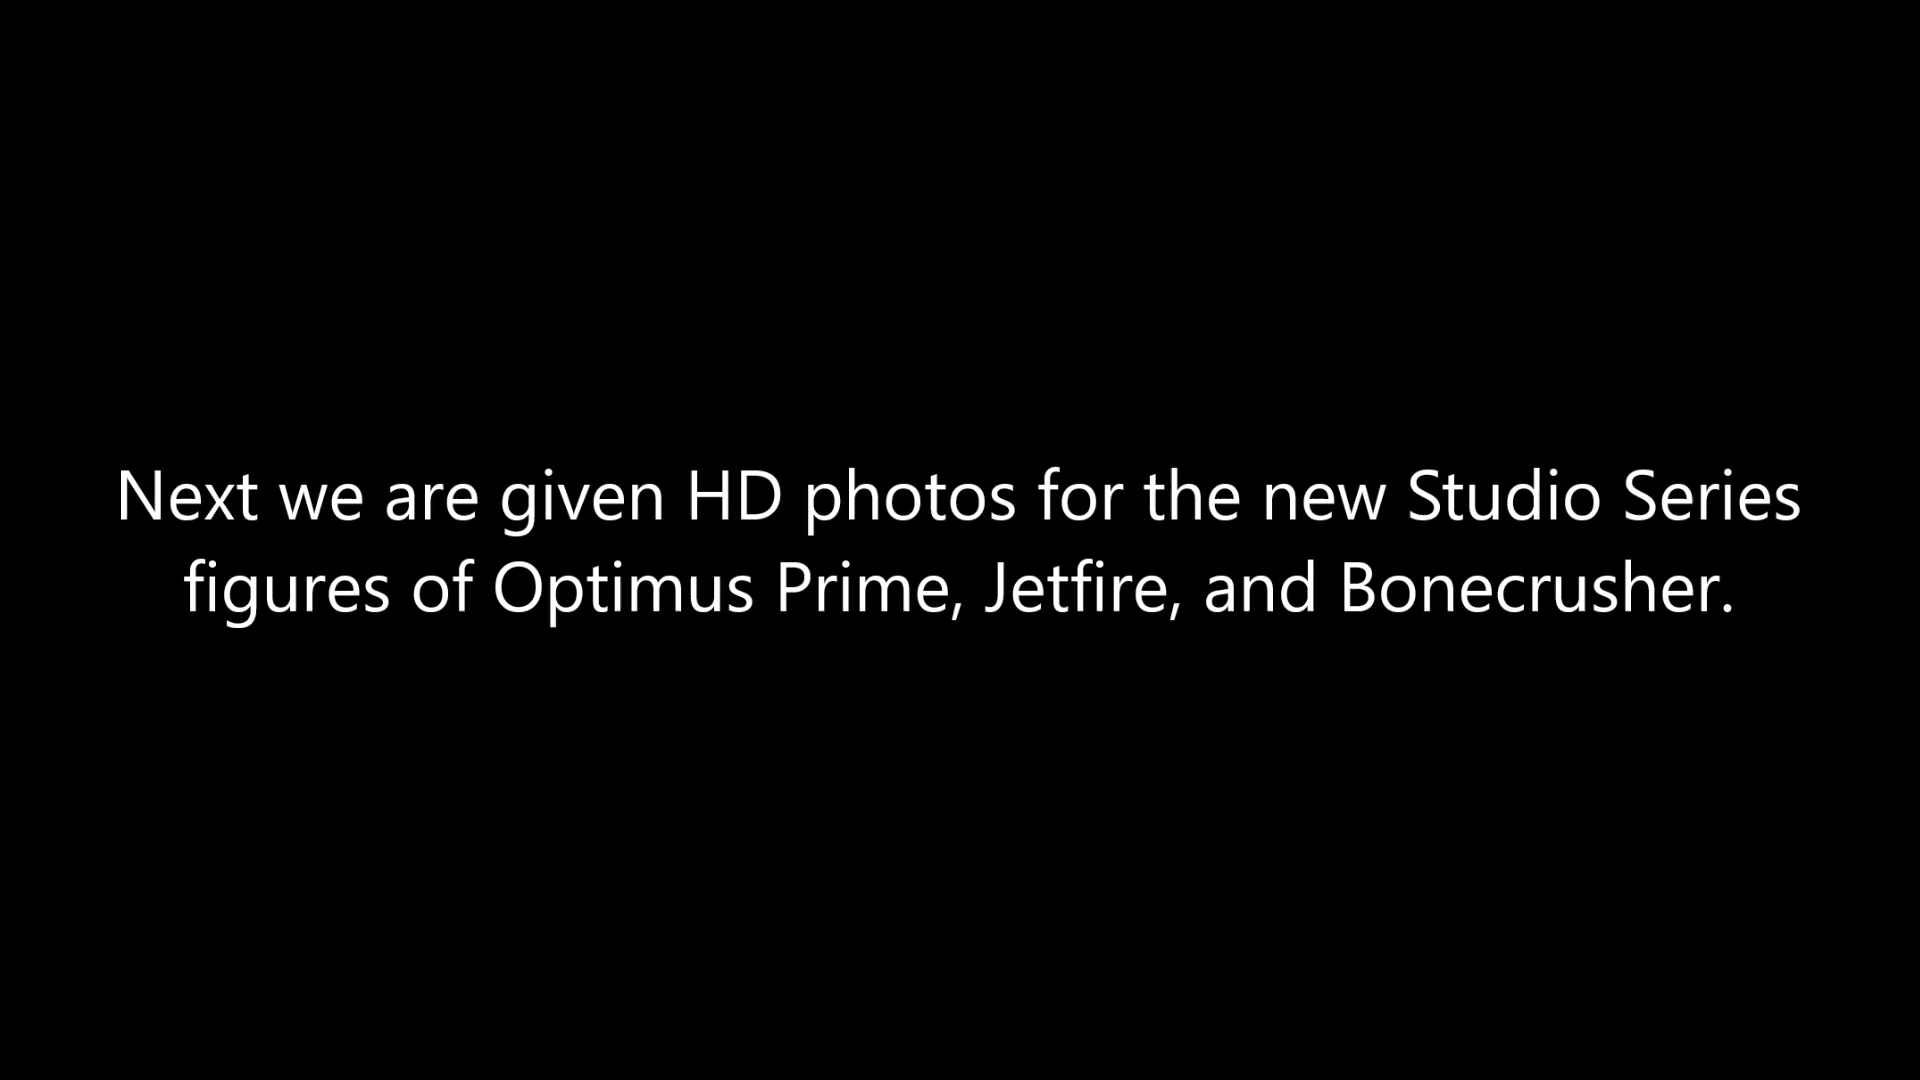 Next we are given HD photos for the new Studio Series
figures of Optimus Prime, Jetfire, and Bonecrusher.